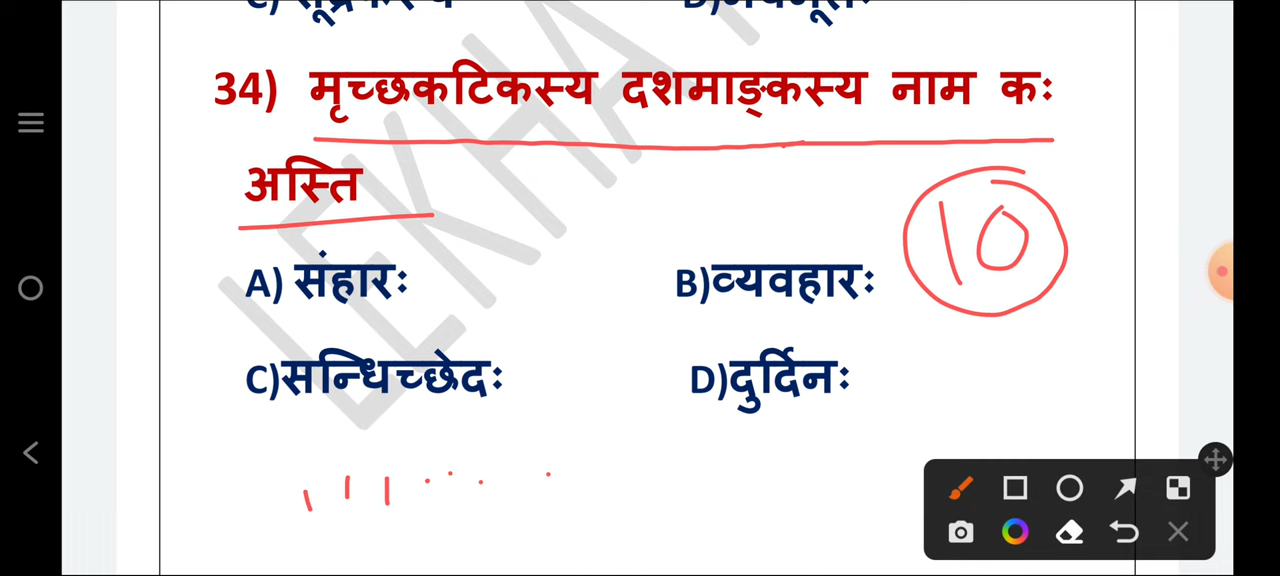 34) मृच्छकटिकस्य दशमाङ्कस्य नाम कः
अस्ति
10
A) संहारः B)व्यवहारः
C)सन्धिच्छेदः D)दुर्दिनः